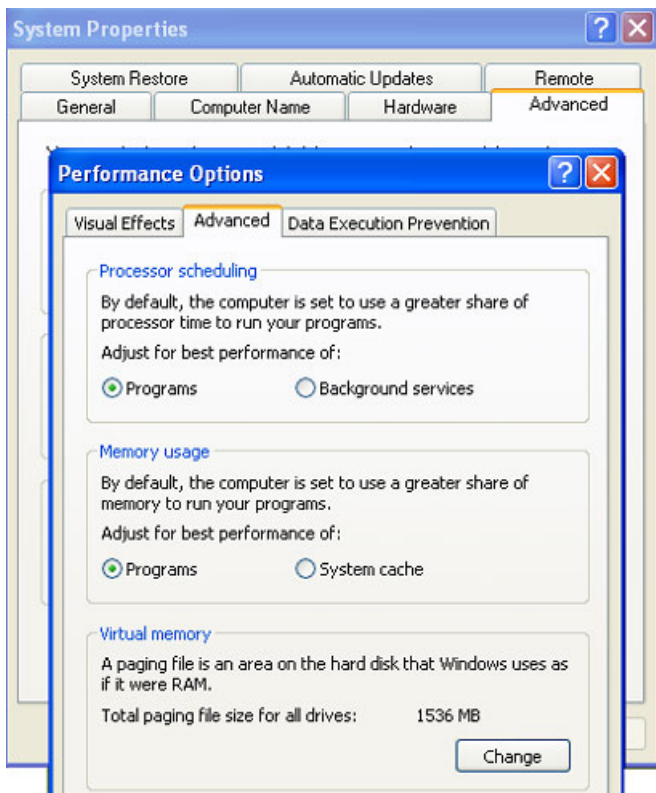 System Properties
System Restore Automatic Updates Remote
General Computer Name Hardware Advanced
Performance Options
Visual Effects Advanced Data Execution Prevention
Processor scheduling
By default, the computer is set to use a greater share of
processor time to run your programs.
Adjust for best performance of:
Programs Background services
Memory usage
By default, the computer is set to use a greater share of
memory to run your programs.
Adjust for best performance of:
Programs System cache
Virtual memory
A paging file is an area on the hard disk that Windows uses as
if it were RAM.
Total paging file size for all drives: 1536 MB
Change